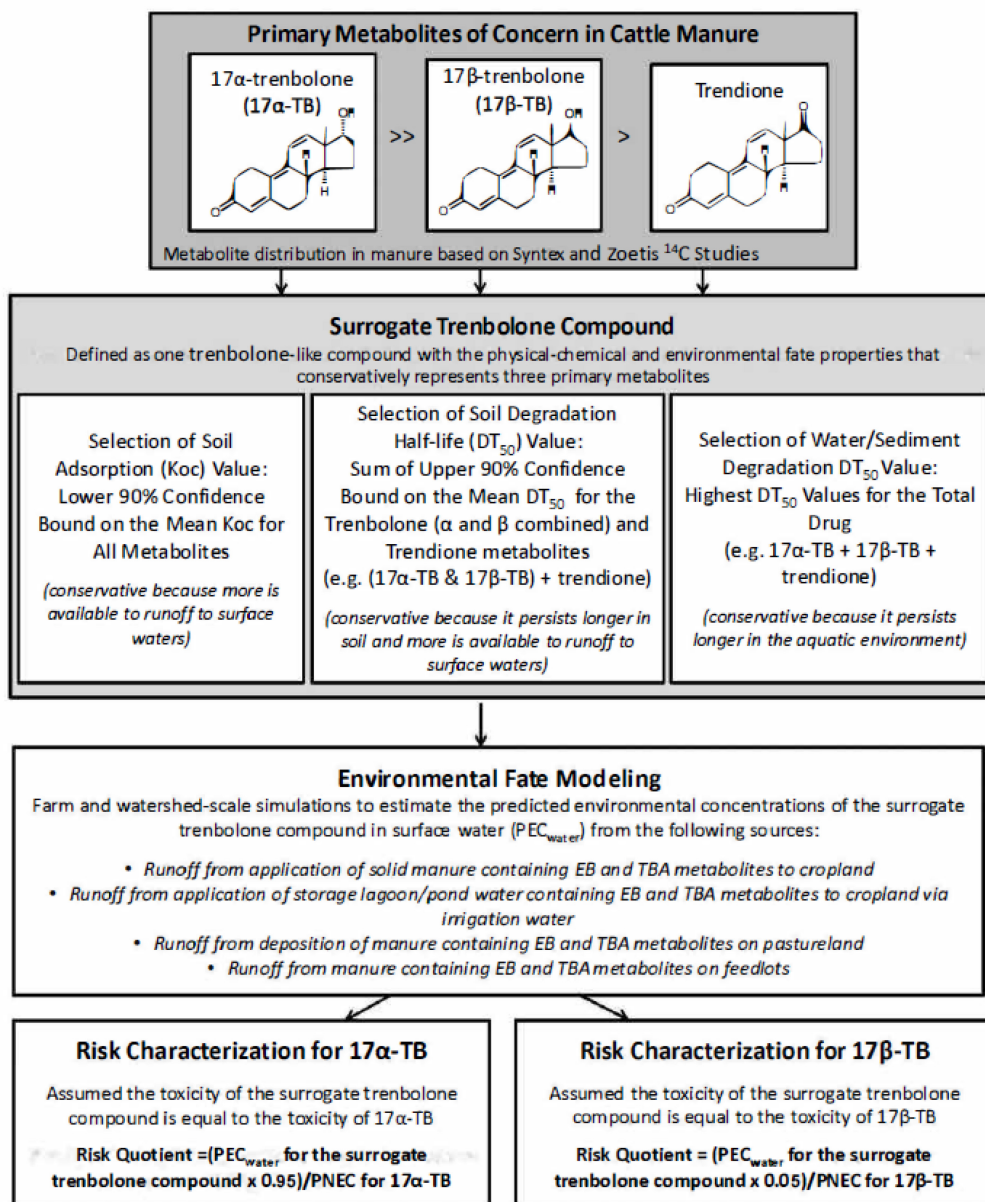 Primary Metabolites of Concern in Cattle Manure
17α-trenbolone
(17α-TB)
17β-trenbolone
(17β-TB)
Trendione
>>
>
OH
H
H
O
OH
H
H
O
O
H
H
O
Metabolite distribution in manure based on Syntex and Zoetis ¹⁴C Studies
Surrogate Trenbolone Compound
Defined as one trenbolone-like compound with the physical-chemical and environmental fate properties that
conservatively represents three primary metabolites
Selection of Soil
Adsorption (Koc) Value:
Lower 90% Confidence
Bound on the Mean Koc for
All Metabolites
(conservative because more is
available to runoff to surface
waters)
Selection of Soil Degradation
Half-life (DT₅₀) Value:
Sum of Upper 90% Confidence
Bound on the Mean DT₅₀ for the
Trenbolone (α and β combined) and
Trendione metabolites
(e.g. (17α-TB & 17β-TB) + trendione)
(conservative because it persists longer in
soil and more is available to runoff to
surface waters)
Selection of Water/Sediment
Degradation DT₅₀ Value:
Highest DT₅₀ Values for the Total
Drug
(e.g. 17α-TB + 17β-TB +
trendione)
(conservative because it persists
longer in the aquatic environment)
Environmental Fate Modeling
Farm and watershed-scale simulations to estimate the predicted environmental concentrations of the surrogate
trenbolone compound in surface water (PECwater) from the following sources:
• Runoff from application of solid manure containing EB and TBA metabolites to cropland
• Runoff from application of storage lagoon/pond water containing EB and TBA metabolites to cropland via
irrigation water
• Runoff from deposition of manure containing EB and TBA metabolites on pastureland
• Runoff from manure containing EB and TBA metabolites on feedlots
Risk Characterization for 17α-TB
Assumed the toxicity of the surrogate trenbolone
compound is equal to the toxicity of 17α-TB
Risk Quotient =(PECwater for the surrogate
trenbolone compound x 0.95)/PNEC for 17α-TB
Risk Characterization for 17β-TB
Assumed the toxicity of the surrogate trenbolone
compound is equal to the toxicity of 17β-TB
Risk Quotient = (PECwater for the surrogate
trenbolone compound x 0.05)/PNEC for 17β-TB